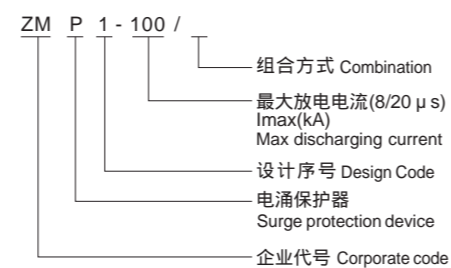 ZM P 1 - 100 /
组合方式 Combination
最大放电电流(8/20 μ s)
Imax(kA)
Max discharging current
设计序号 Design Code
电涌保护器
Surge protection device
企业代号 Corporate code